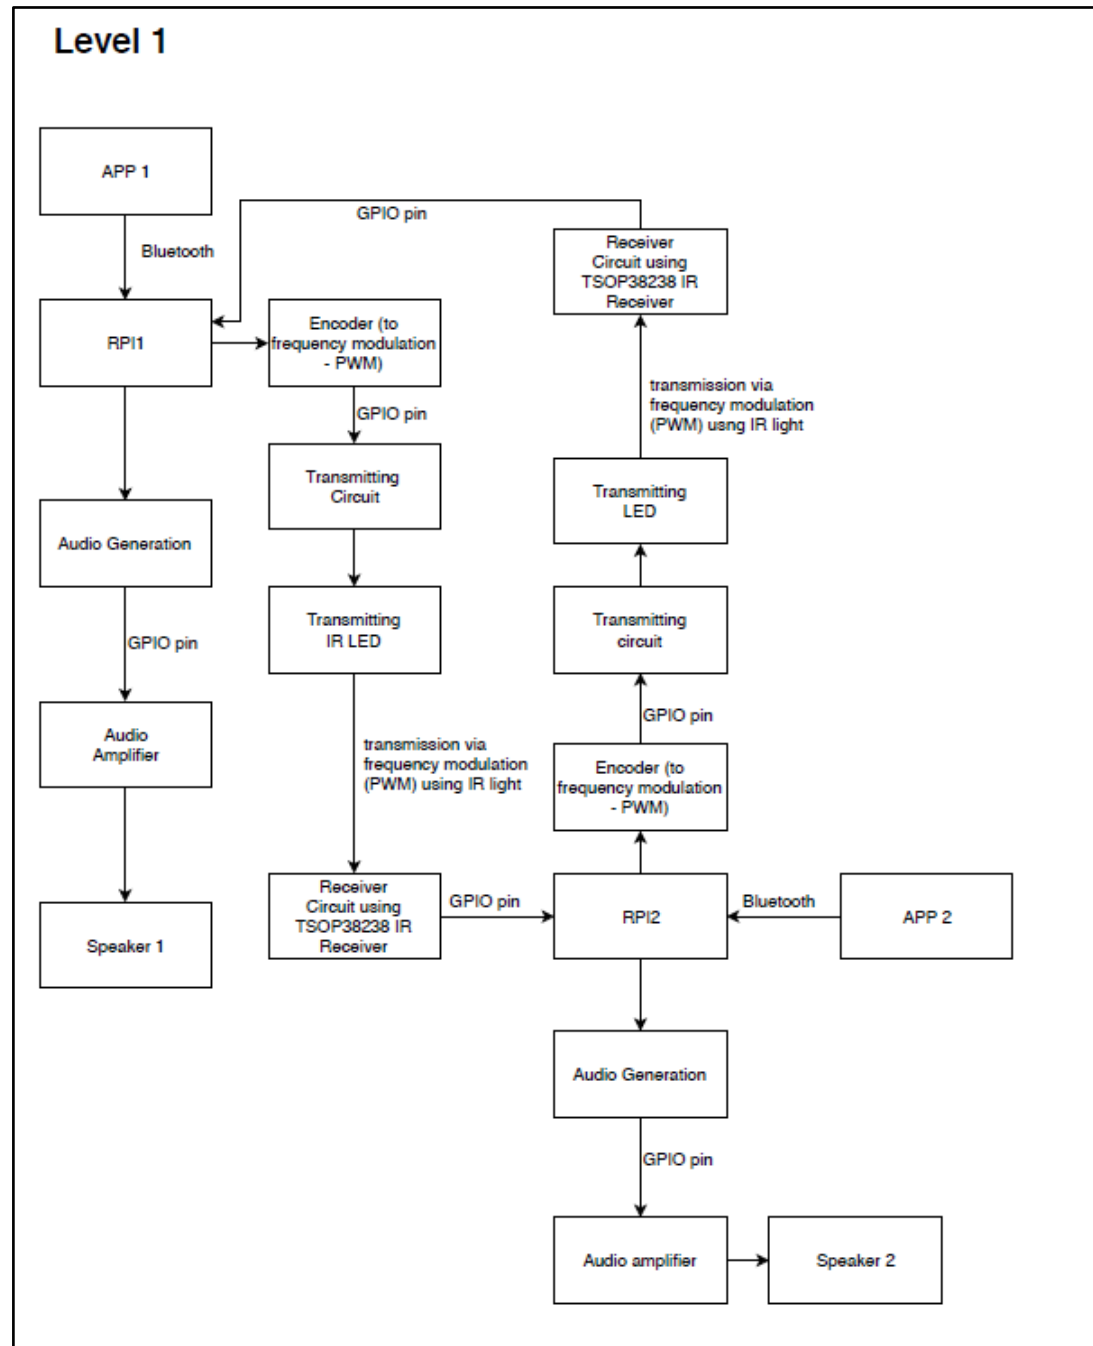 Level 1
APP 1
Bluetooth
GPIO pin
Receiver
Circuit using
TSOP38238 IR
Receiver
RPI1
Encoder (to
frequency modulation
- PWM)
GPIO pin
transmission via
frequency modulation
(PWM) usng IR light
Transmitting
Circuit
Transmitting
LED
Audio Generation
GPIO pin
Transmitting
IR LED
Transmitting
circuit
GPIO pin
Audio
Amplifier
transmission via
frequency modulation
(PWM) using IR light
Encoder (to
frequency modulation
- PWM)
Speaker 1
Receiver
Circuit using
TSOP38238 IR
Receiver
GPIO pin
RPI2
Bluetooth
APP 2
Audio Generation
GPIO pin
Audio amplifier
Speaker 2